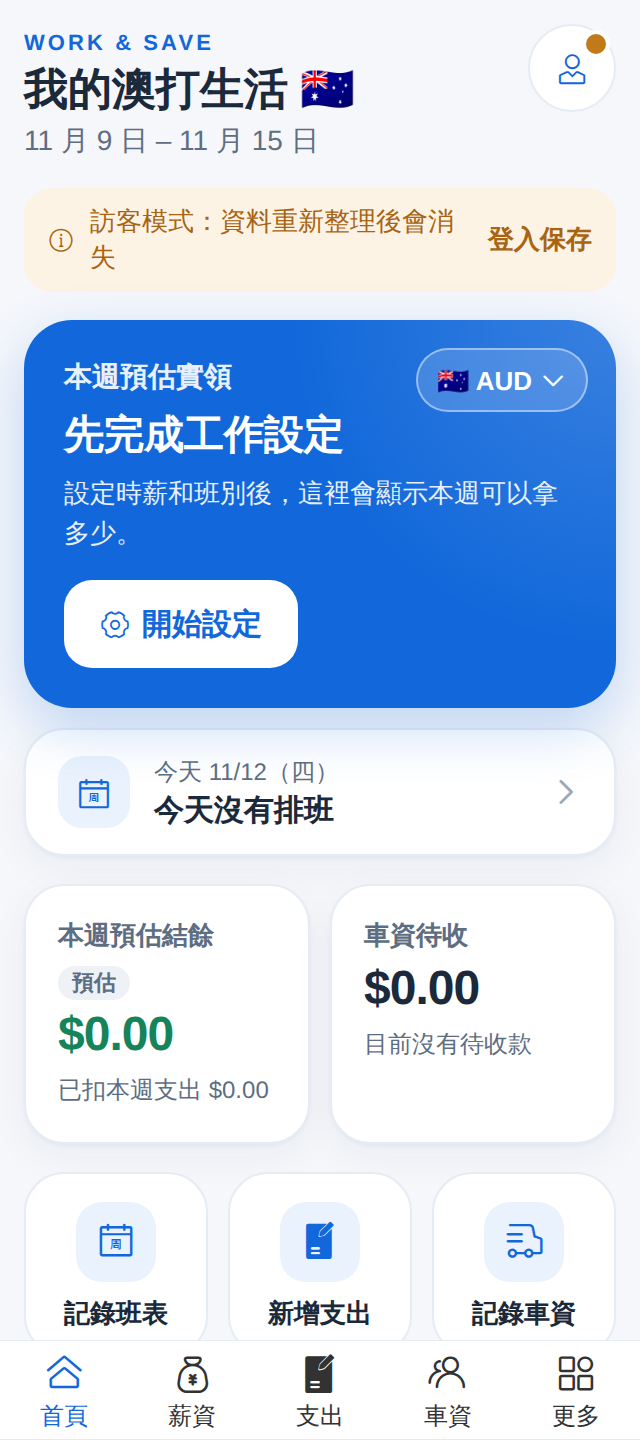 WORK & SAVE
我的澳打生活 🇦🇺
11 月 9 日 – 11 月 15 日
訪客模式：資料重新整理後會消
失
登入保存
本週預估實領
🇦🇺 AUD
先完成工作設定
設定時薪和班別後，這裡會顯示本週可以拿
多少。
開始設定
周
今天 11/12（四）
今天沒有排班
本週預估結餘
預估
$0.00
已扣本週支出 $0.00
車資待收
$0.00
目前沒有待收款
周
記錄班表
新增支出
記錄車資
¥
首頁
薪資
支出
車資
更多